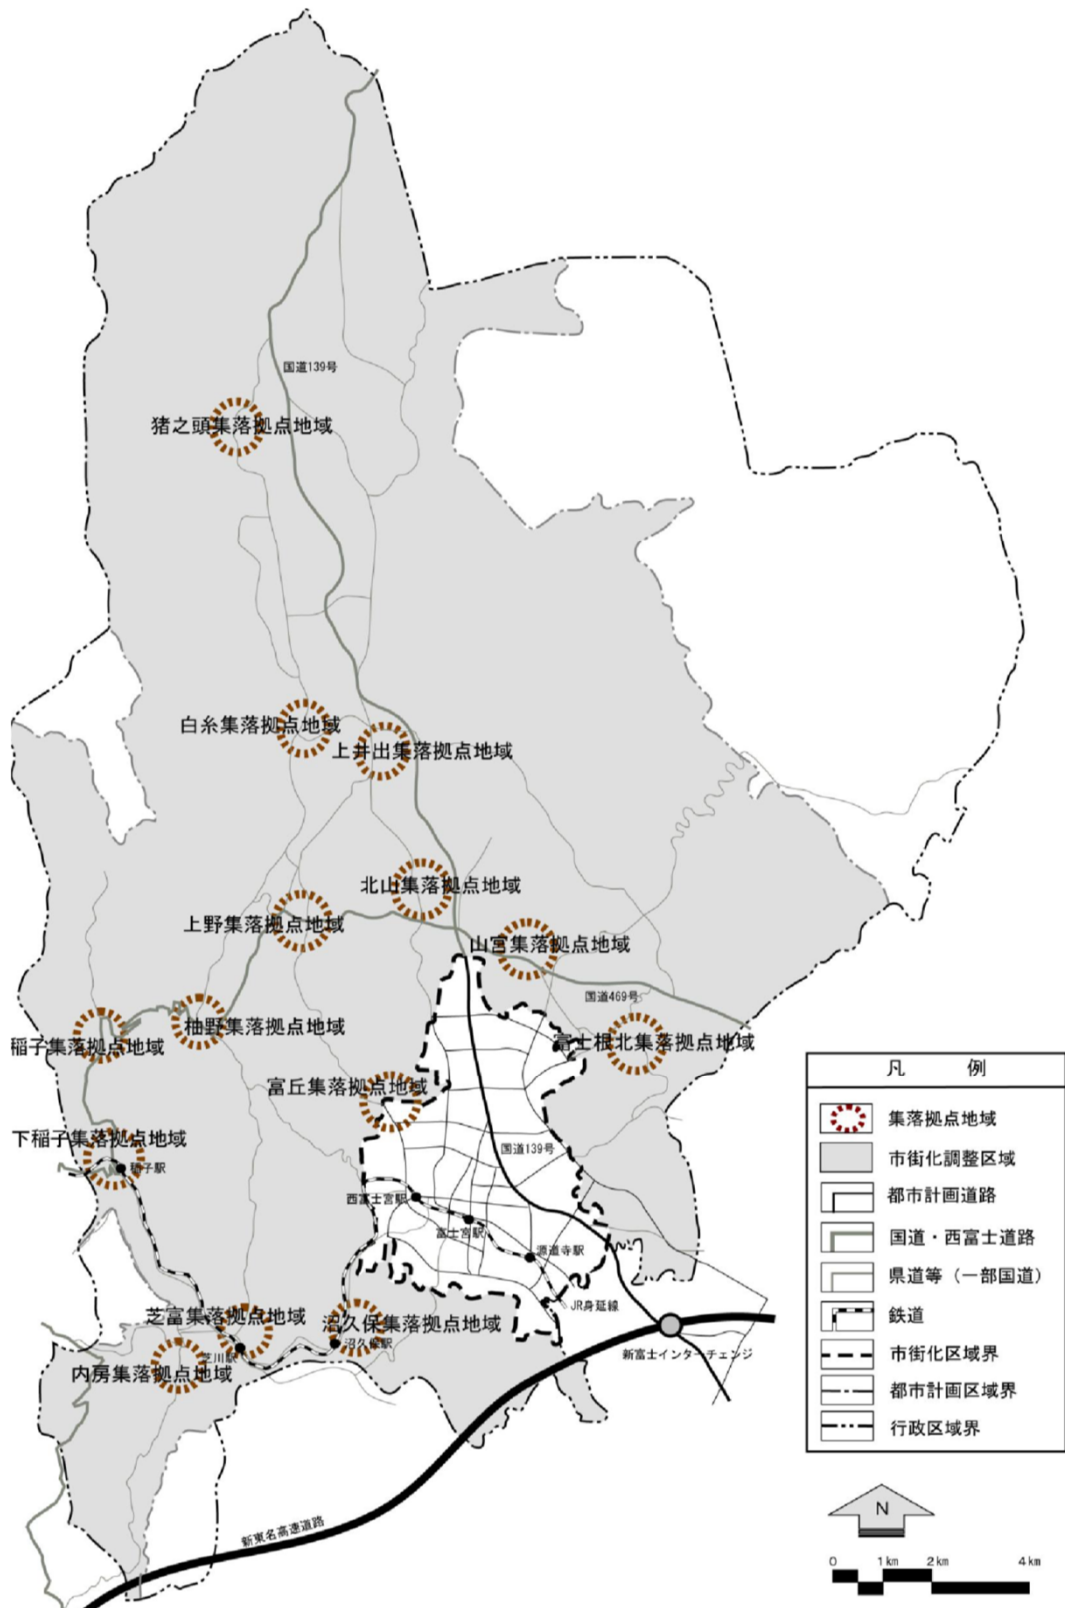 国道139号
猪之頭集落拠点地域
白糸集落拠点地域
上井出集落拠点地域
北山集落拠点地域
上野集落拠点地域
山宮集落拠点地域
国道469号
柚野集落拠点地域
稲子集落拠点地域
富士根北集落拠点地域
富丘集落拠点地域
下稲子集落拠点地域
稲子駅
国道139号
西富士宮駅
富士宮駅
源道寺駅
JR身延線
芝富集落拠点地域
沼久保集落拠点地域
沼久保駅
芝川駅
内房集落拠点地域
新富士インターチェンジ
新東名高速道路
凡 例
集落拠点地域
市街化調整区域
都市計画道路
国道・西富士道路
県道等（一部国道）
鉄道
市街化区域界
都市計画区域界
行政区域界
N
0 1km 2km 4km